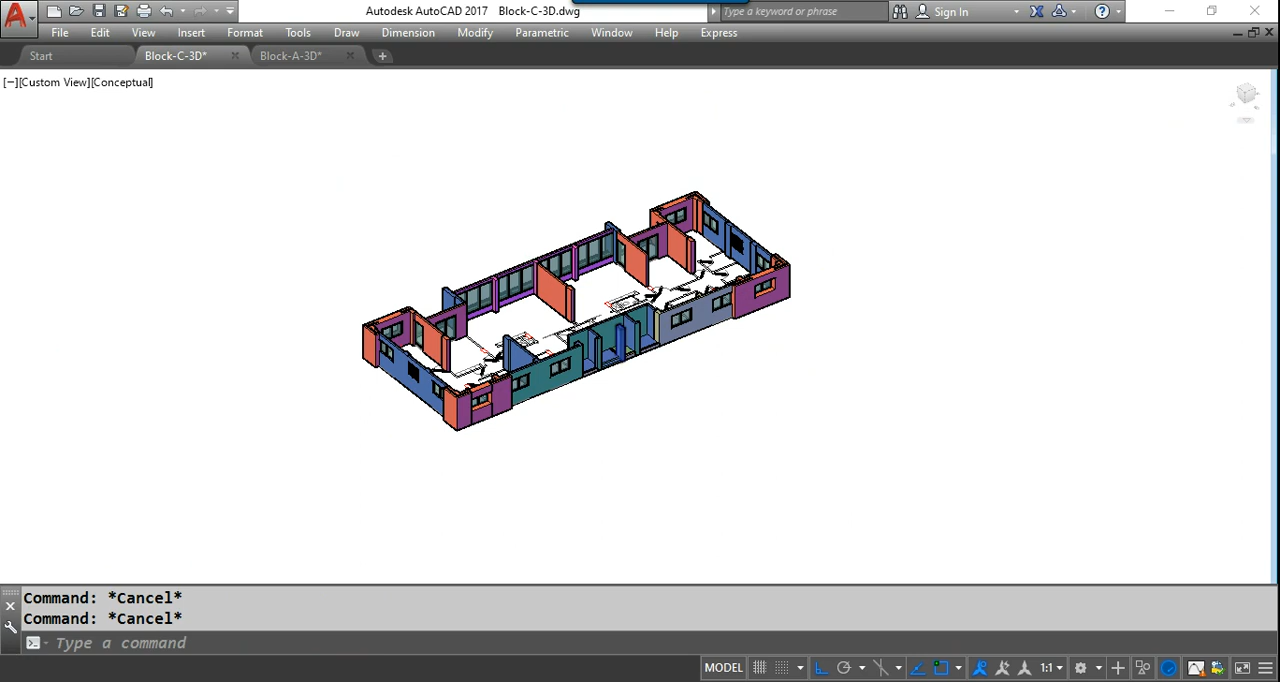 Autodesk AutoCAD 2017 Block-C-3D.dwg
Type a keyword or phrase
Sign In
File Edit View Insert Format Tools Draw Dimension Modify Parametric Window Help Express
Start Block-C-3D* Block-A-3D*
[−][Custom View][Conceptual]
Command: *Cancel*
Command: *Cancel*
Type a command
MODEL 1:1